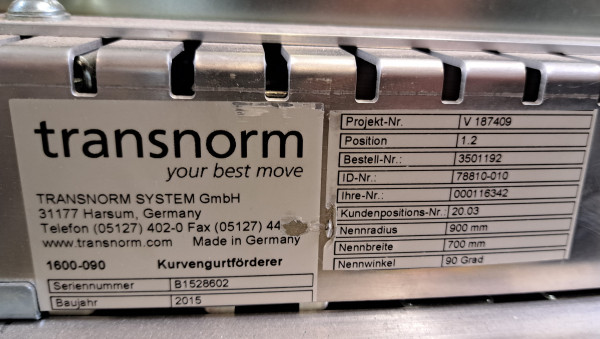 transnorm
your best move
TRANSNORM SYSTEM GmbH
31177 Harsum, Germany
Telefon (05127) 402-0 Fax (05127) 44
www.transnorm.com Made in Germany
1600-090 Kurvengurtförderer
Seriennummer B1528602
Baujahr 2015
Projekt-Nr. V 187409
Position 1.2
Bestell-Nr.: 3501192
ID-Nr.: 78810-010
Ihre-Nr.: 000116342
Kundenpositions-Nr.: 20.03
Nennradius 900 mm
Nennbreite 700 mm
Nennwinkel 90 Grad